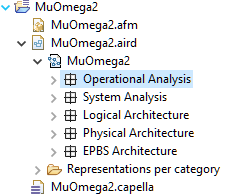 MuOmega2
MuOmega2.afm
MuOmega2.aird
MuOmega2
Operational Analysis
System Analysis
Logical Architecture
Physical Architecture
EPBS Architecture
Representations per category
MuOmega2.capella